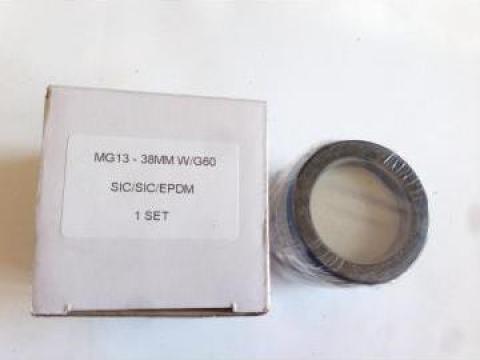 MG13 - 38MM W/G60
SIC/SIC/EPDM
1 SET